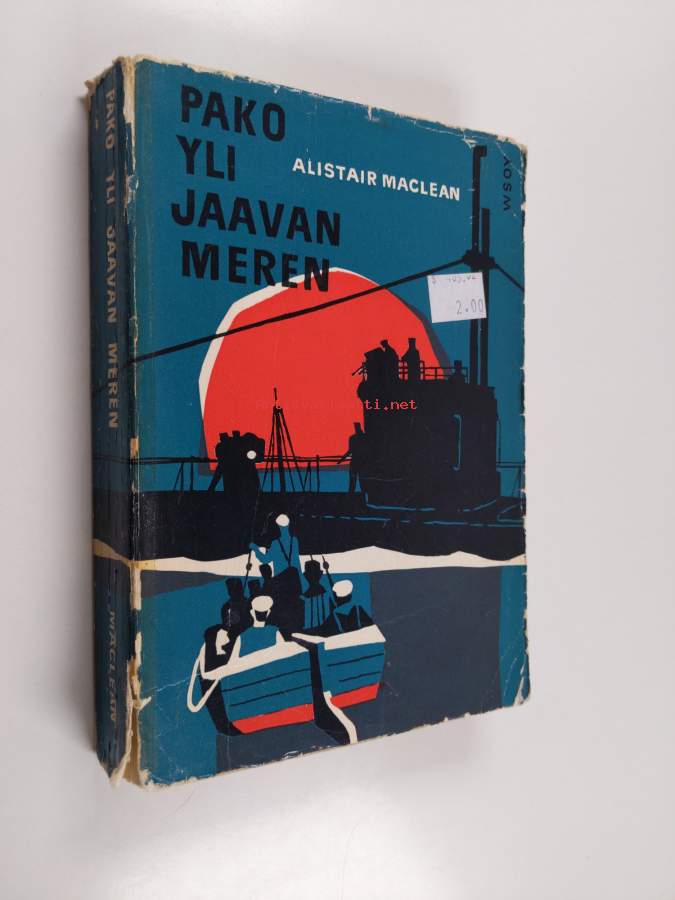 PAKO
YLI
JAAVAN
MEREN
ALISTAIR MACLEAN
WSOY
2.00
PAKO YLI JAAVAN MEREN
MACLEAN